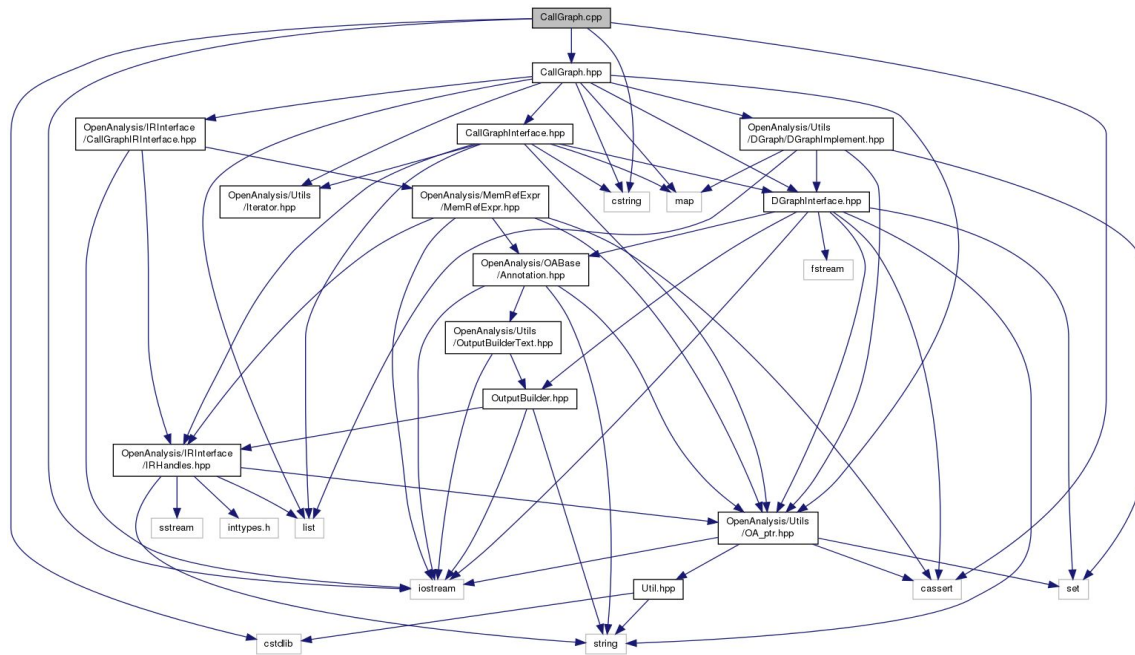 CallGraph.cpp
CallGraph.hpp
OpenAnalysis/IRInterface
/CallGraphIRInterface.hpp
CallGraphInterface.hpp
OpenAnalysis/Utils
/DGraph/DGraphImplement.hpp
OpenAnalysis/Utils
/Iterator.hpp
OpenAnalysis/MemRefExpr
/MemRefExpr.hpp
cstring
map
DGraphInterface.hpp
OpenAnalysis/OABase
/Annotation.hpp
fstream
OpenAnalysis/Utils
/OutputBuilderText.hpp
OutputBuilder.hpp
OpenAnalysis/IRInterface
/IRHandles.hpp
sstream
inttypes.h
list
OpenAnalysis/Utils
/OA_ptr.hpp
iostream
Util.hpp
cassert
set
cstdlib
string